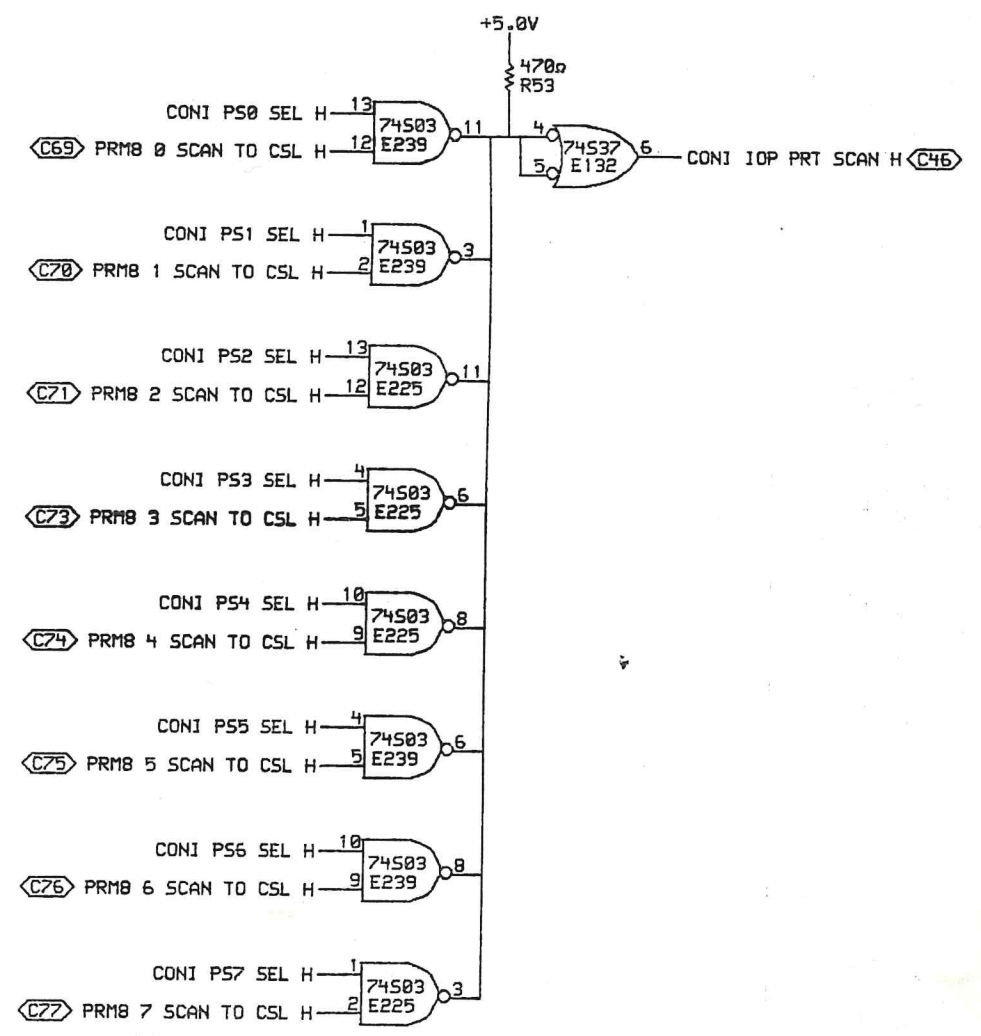 +5.0V
470Ω
R53
CONI PS0 SEL H 13
74S03
E239
11
C69 PRM8 0 SCAN TO CSL H 12
4
5
74S37
E132
6
CONI IOP PRT SCAN H C46
CONI PS1 SEL H 1
74S03
E239
3
C70 PRM8 1 SCAN TO CSL H 2
CONI PS2 SEL H 13
74S03
E225
11
C71 PRM8 2 SCAN TO CSL H 12
CONI PS3 SEL H 4
74S03
E225
6
C73 PRM8 3 SCAN TO CSL H 5
CONI PS4 SEL H 10
74S03
E225
8
C74 PRM8 4 SCAN TO CSL H 9
CONI PS5 SEL H 4
74S03
E239
6
C75 PRM8 5 SCAN TO CSL H 5
CONI PS6 SEL H 10
74S03
E239
8
C76 PRM8 6 SCAN TO CSL H 9
CONI PS7 SEL H 1
74S03
E225
3
C77 PRM8 7 SCAN TO CSL H 2